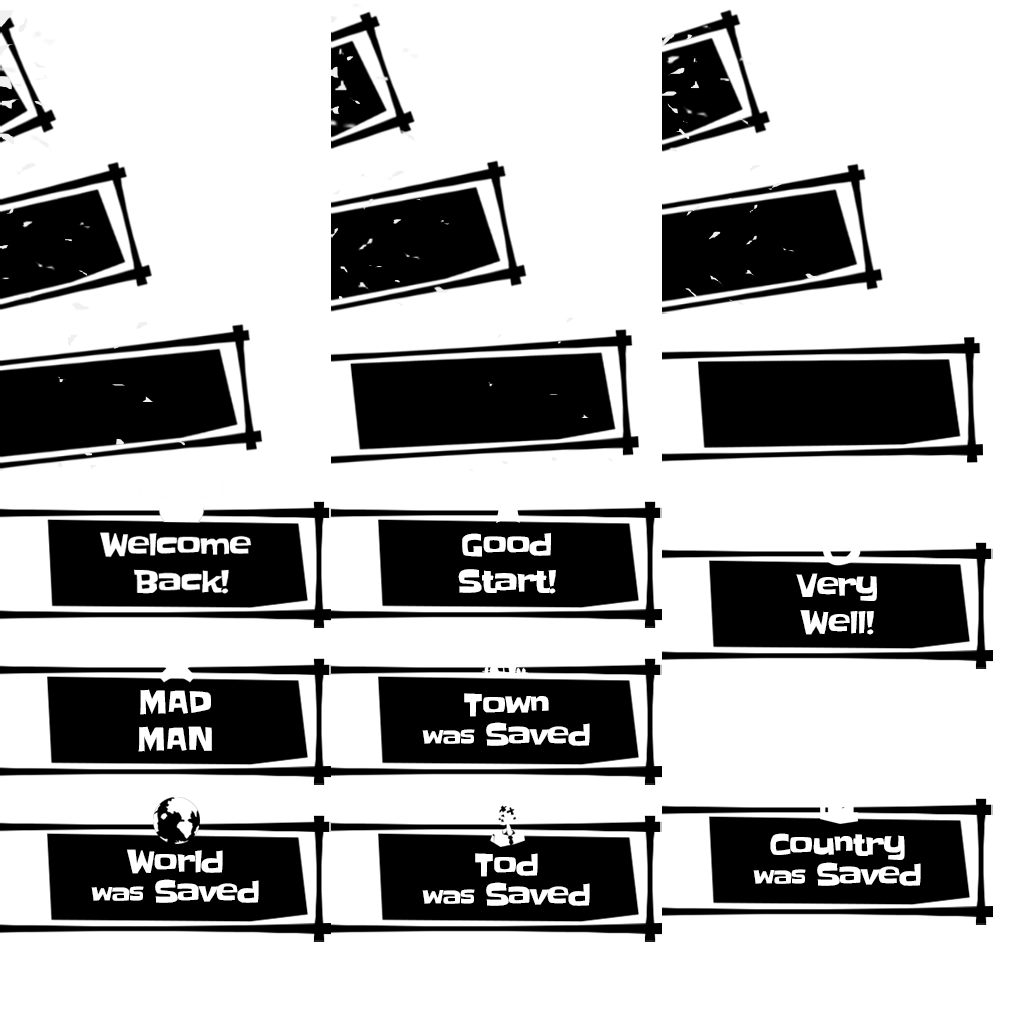 Welcome
Back!
Good
Start!
Very
Well!
MAD
MAN
Town
was Saved
World
was Saved
Tod
was Saved
Country
was Saved